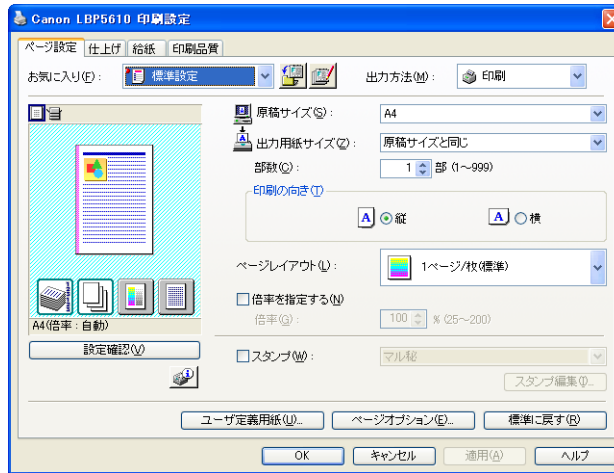 Canon LBP5610 印刷設定
ページ設定 仕上げ 給紙 印刷品質
お気に入り(F): 標準設定 出力方法(M): 印刷
原稿サイズ(S): A4
出力用紙サイズ(Z): 原稿サイズと同じ
部数(C): 1 部 (1～999)
印刷の向き(T)
A 縦 A 横
ページレイアウト(L): 1ページ/枚(標準)
倍率を指定する(N)
倍率(G): 100 % (25～200)
A4(倍率:自動)
設定確認(V)
スタンプ(W): マル秘
スタンプ編集(I)...
ユーザ定義用紙(U)... ページオプション(E)... 標準に戻す(R)
OK キャンセル 適用(A) ヘルプ